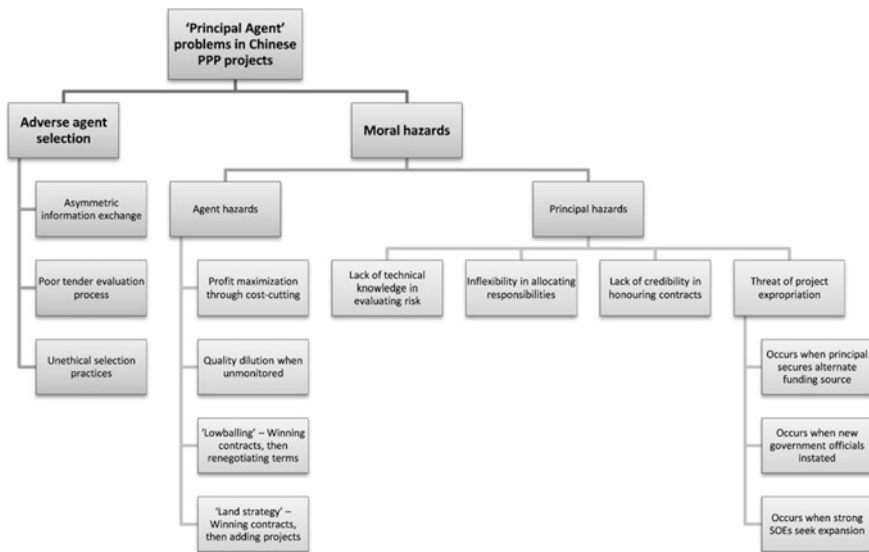 ‘Principal Agent’
problems in Chinese
PPP projects
Adverse agent
selection
Moral hazards
Asymmetric
information exchange
Poor tender evaluation
process
Unethical selection
practices
Agent hazards
Profit maximization
through cost-cutting
Quality dilution when
unmonitored
‘Lowballing’ – Winning
contracts, then
renegotiating terms
‘Land strategy’ –
Winning contracts,
then adding projects
Principal hazards
Lack of technical
knowledge in
evaluating risk
Inflexibility in allocating
responsibilities
Lack of credibility in
honouring contracts
Threat of project
expropriation
Occurs when principal
secures alternate
funding source
Occurs when new
government officials
instated
Occurs when strong
SOEs seek expansion